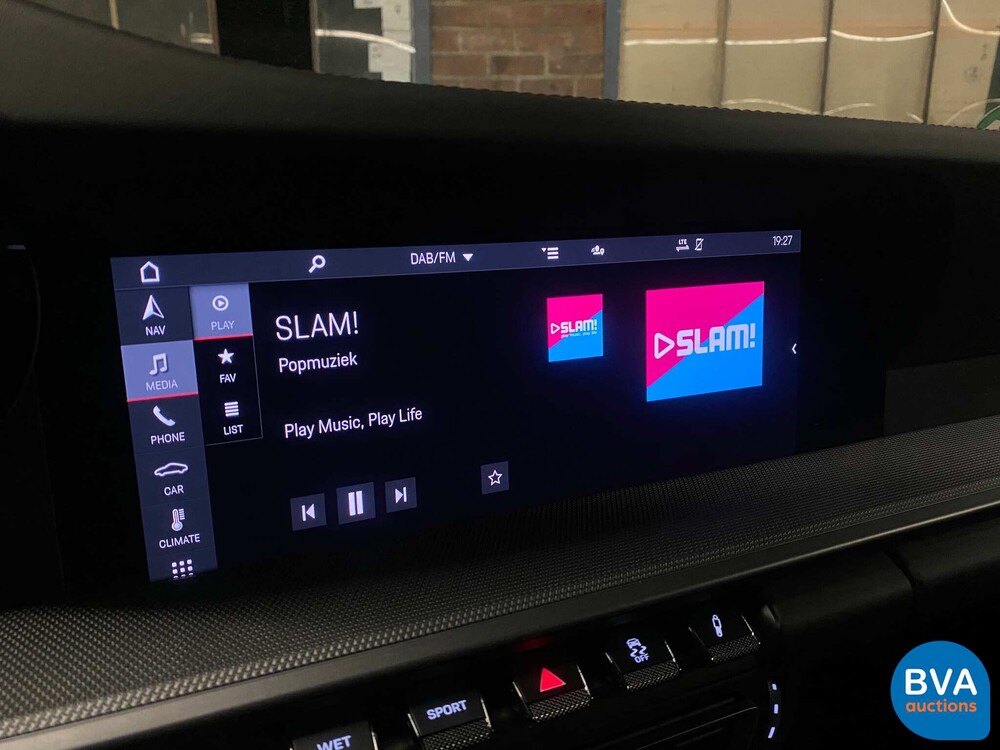 DAB/FM
LTE
19:27
NAV
PLAY
SLAM!
SLAM!
SLAM!
MEDIA
FAV
Popmuziek
PHONE
LIST
Play Music, Play Life
CAR
CLIMATE
OFF
SPORT
WET
BVA
auctions